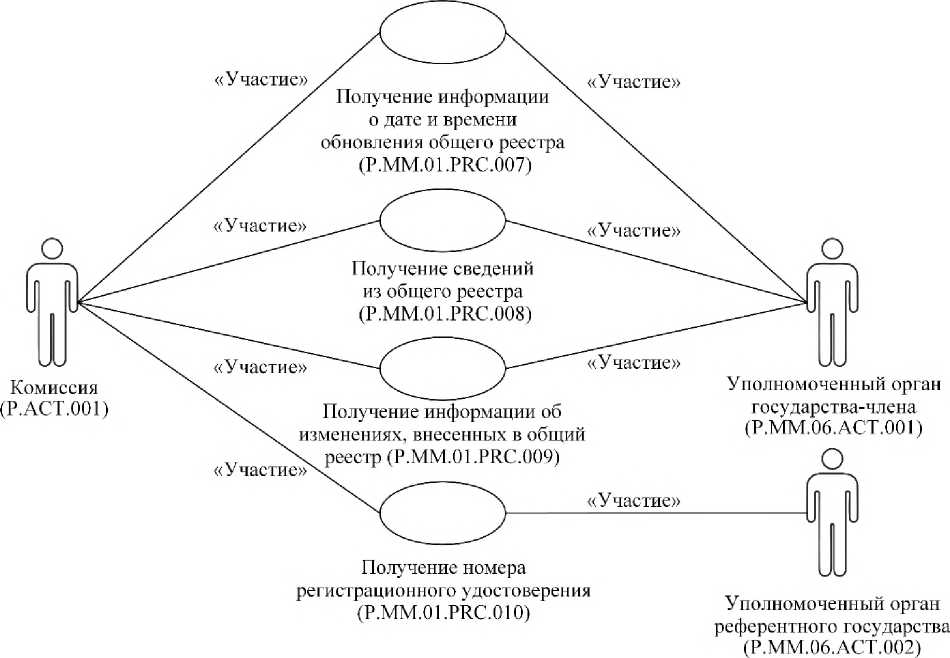 «Участие»
«Участие»
Получение информации
о дате и времени
обновления общего реестра
(P.MM.01.PRC.007)
«Участие»
«Участие»
Получение сведений
из общего реестра
(P.MM.01.PRC.008)
«Участие»
«Участие»
Комиссия
(P.ACT.001)
Уполномоченный орган
государства-члена
(P.MM.06.ACT.001)
Получение информации об
изменениях, внесенных в общий
реестр (P.MM.01.PRC.009)
«Участие»
«Участие»
Получение номера
регистрационного удостоверения
(P.MM.01.PRC.010)
Уполномоченный орган
референтного государства
(P.MM.06.ACT.002)